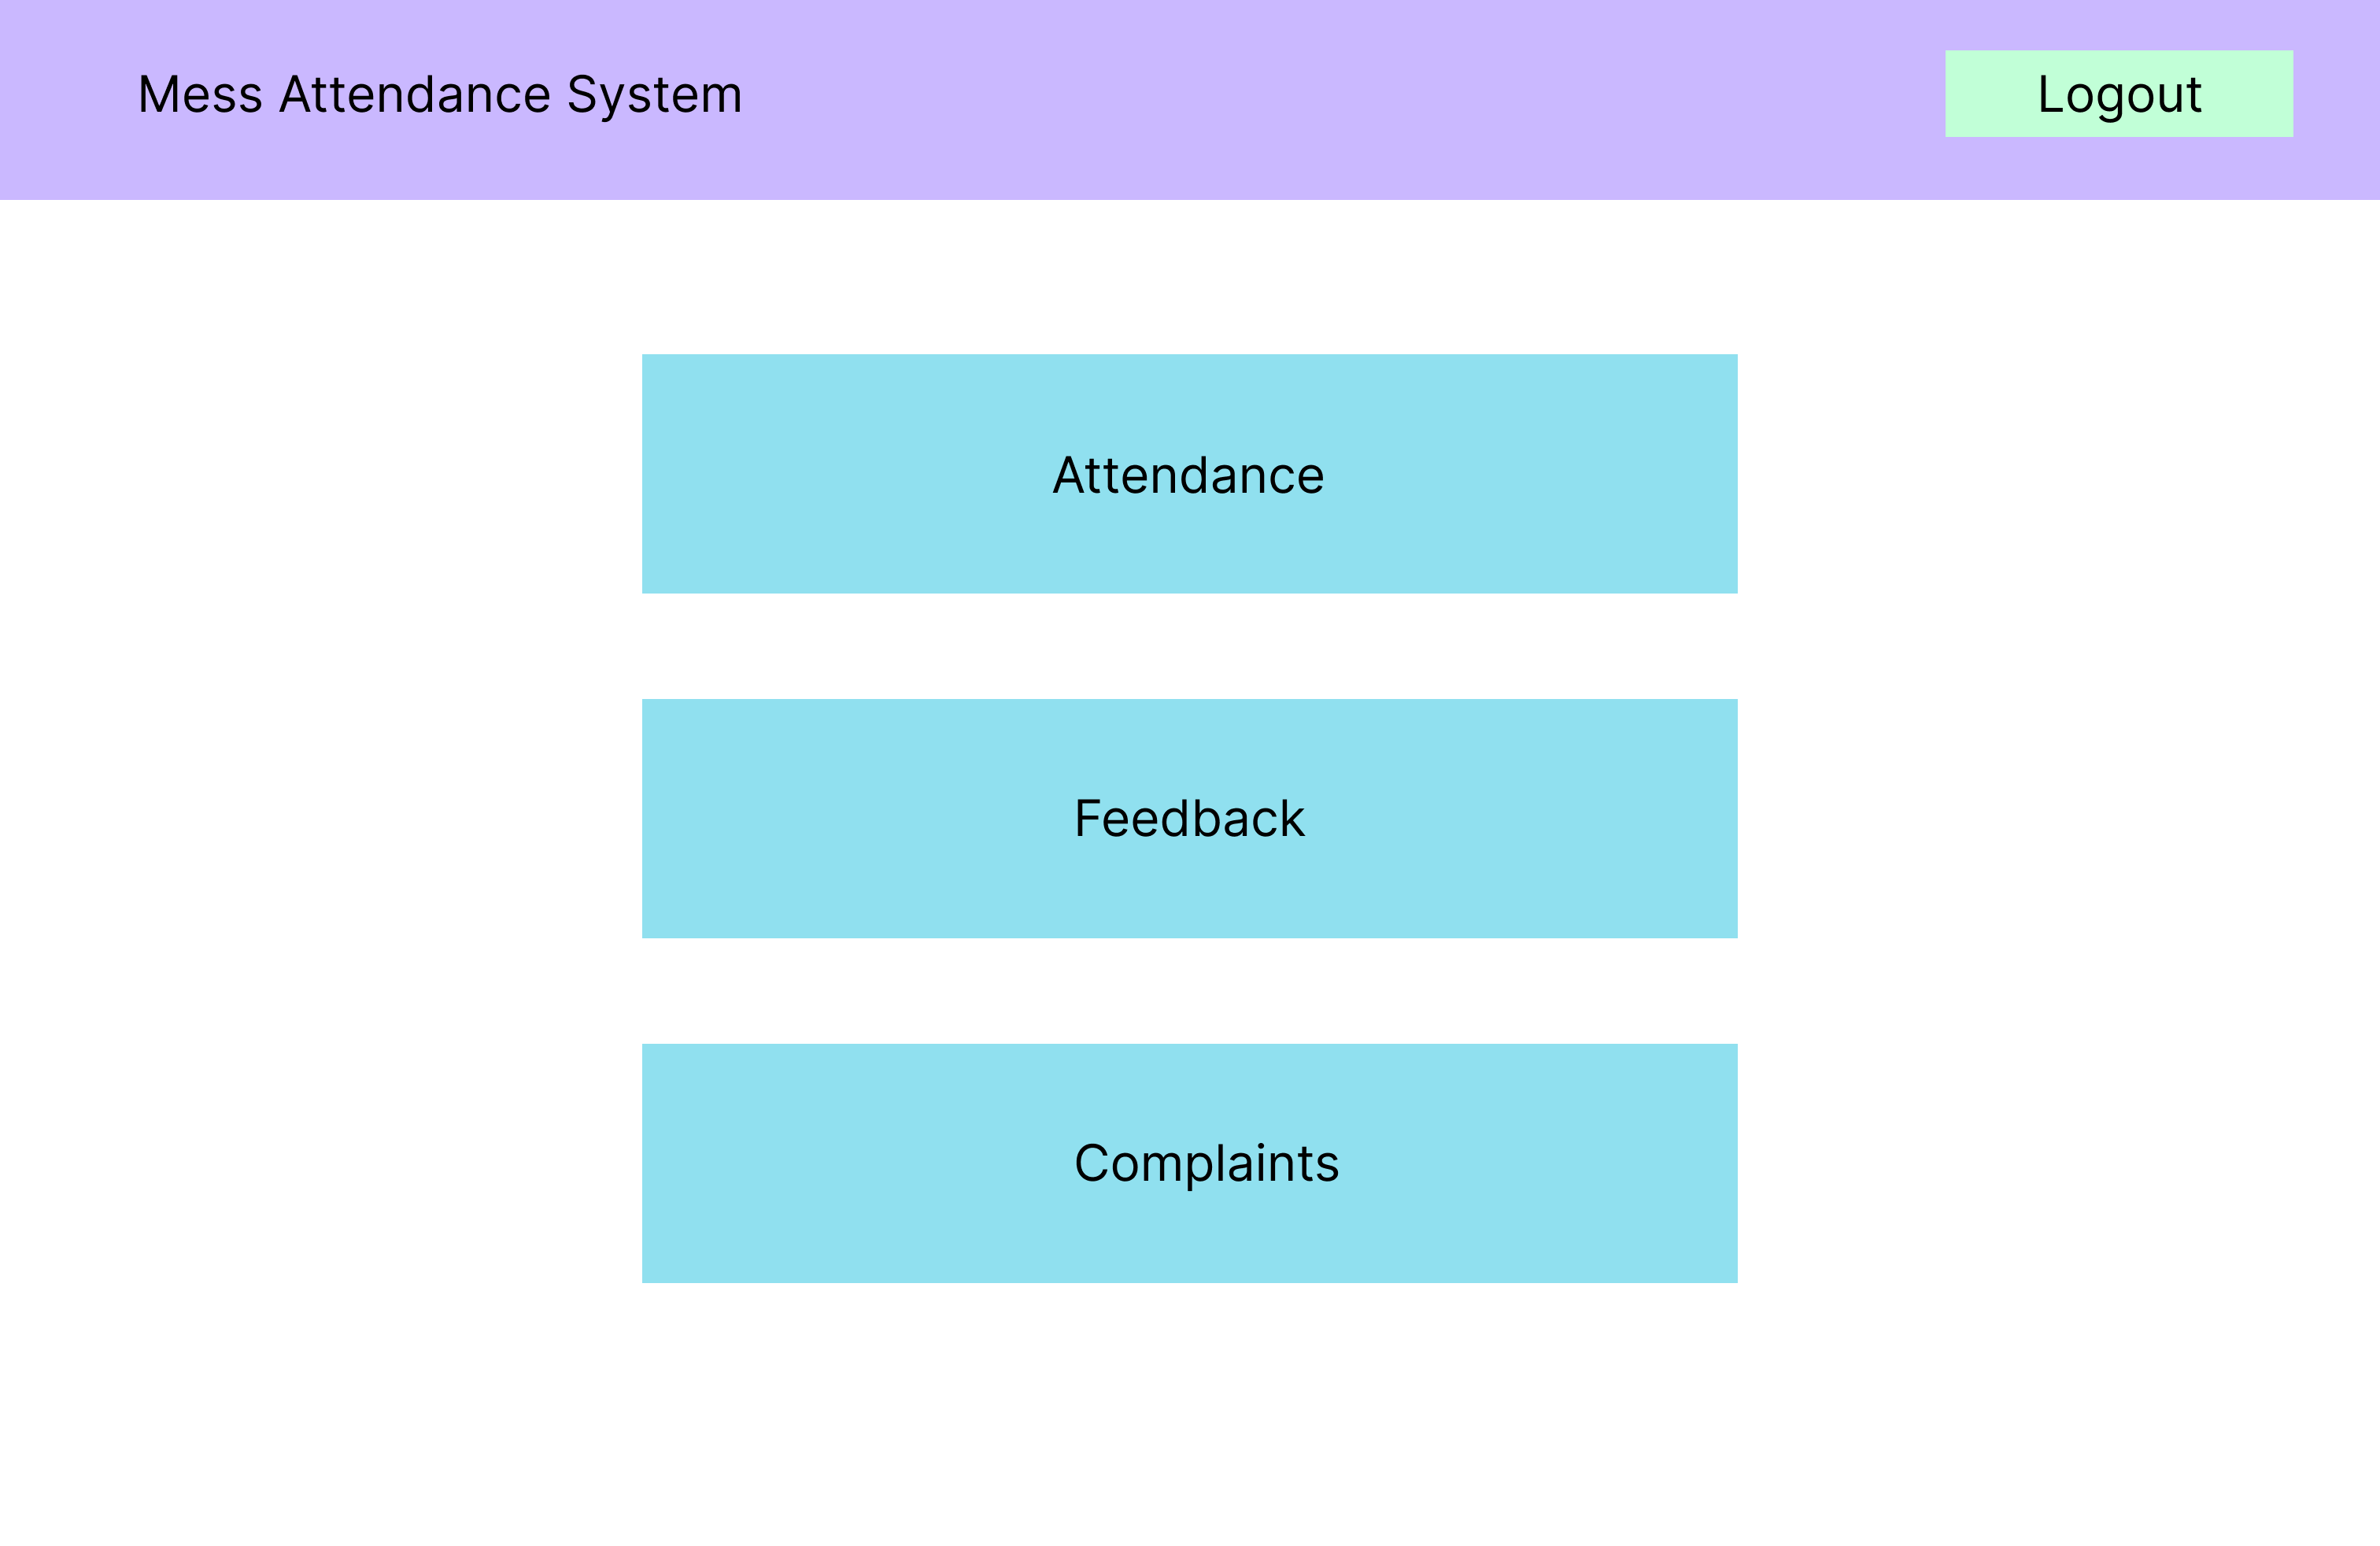 Mess Attendance System
Logout
Attendance
Feedback
Complaints